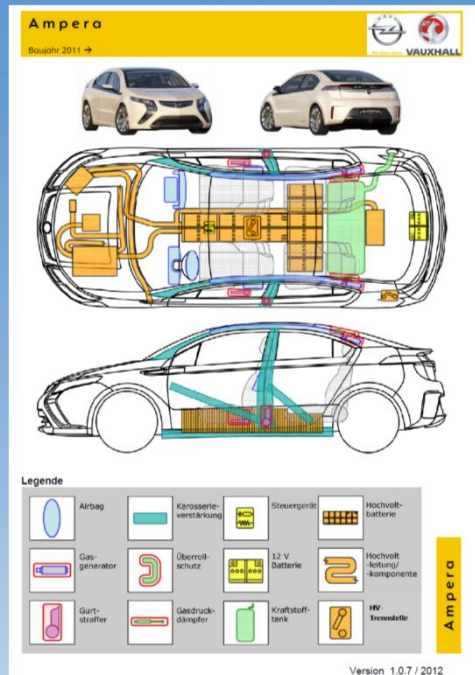 Ampera
Baujahr 2011 →
VAUXHALL
Legende
Airbag
Karosserie-
verstärkung
Steuergerät
Hochvolt-
batterie
Gas-
generator
Überroll-
schutz
12 V
Batterie
Hochvolt
-leitung/
-komponente
Gurt-
straffer
Gasdruck-
dämpfer
Kraftstoff-
tank
HV-
Trennstelle
Ampera
Version 1.0.7 / 2012